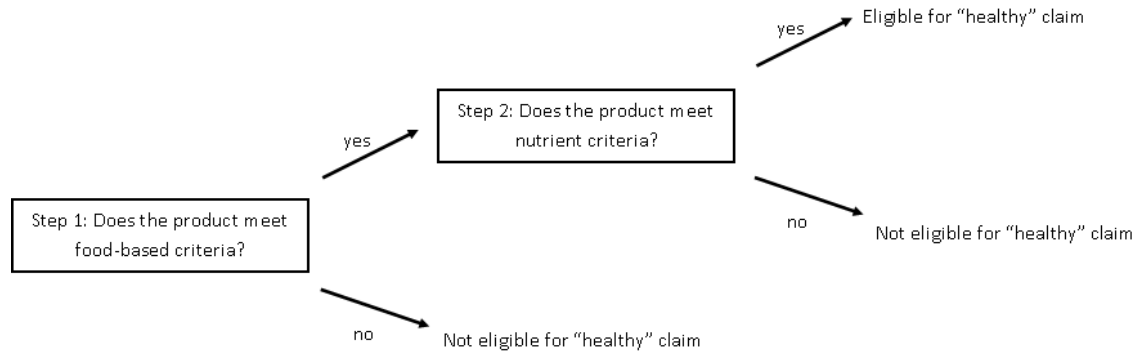 Eligible for “healthy” claim
yes
Step 2: Does the product meet
nutrient criteria?
yes
no
Not eligible for “healthy” claim
Step 1: Does the product meet
food-based criteria?
no
Not eligible for “healthy” claim